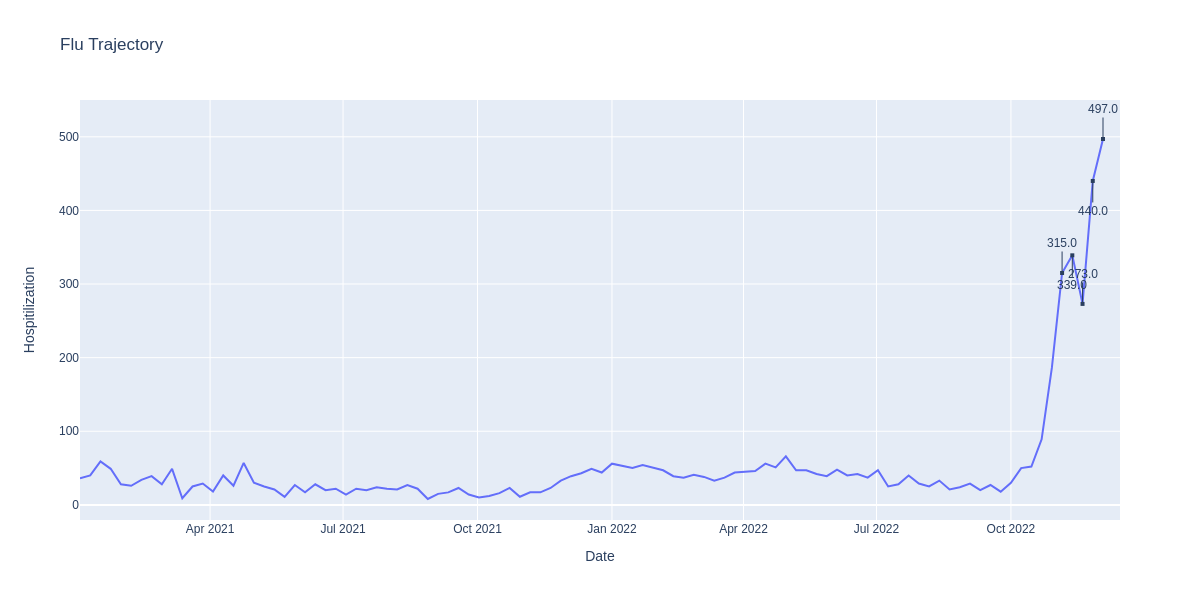 Flu Trajectory
497.0
500
440.0
400
315.0
273.0
339.0
300
200
100
0
Hospitilization
Apr 2021
Jul 2021
Oct 2021
Jan 2022
Apr 2022
Jul 2022
Oct 2022
Date